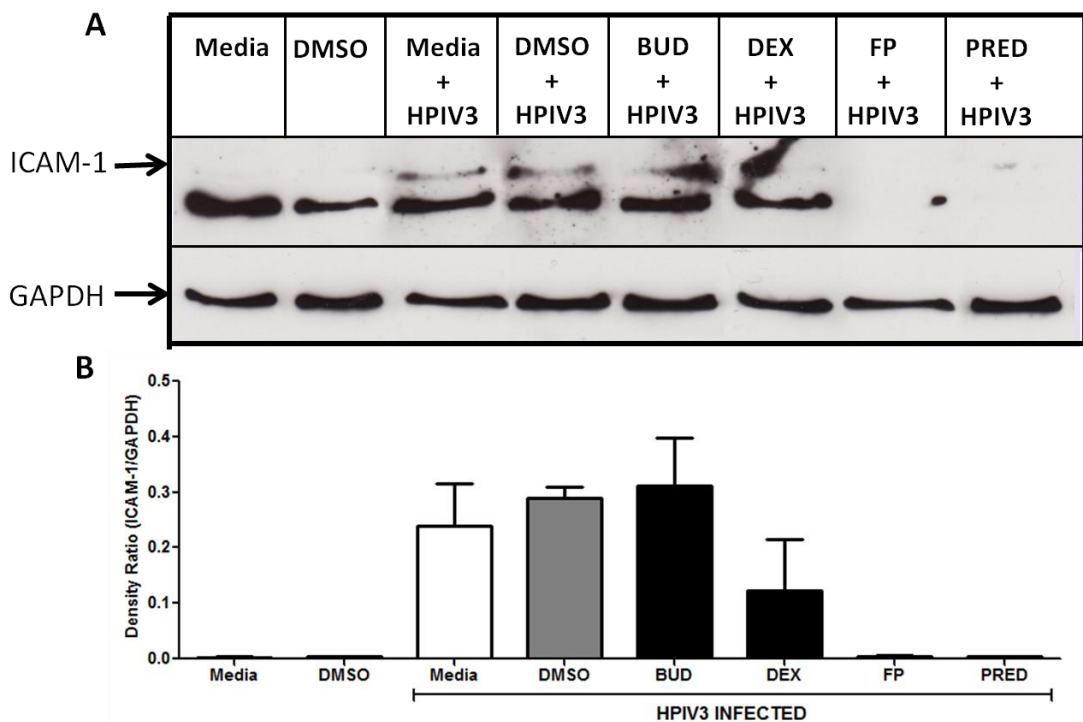 A
Media DMSO Media DMSO BUD DEX FP PRED
+ + + + + +
HPIV3 HPIV3 HPIV3 HPIV3 HPIV3 HPIV3
ICAM-1
GAPDH
B
Density Ratio (ICAM-1/GAPDH)
0.5
0.4
0.3
0.2
0.1
0.0
Media DMSO Media DMSO BUD DEX FP PRED
HPIV3 INFECTED